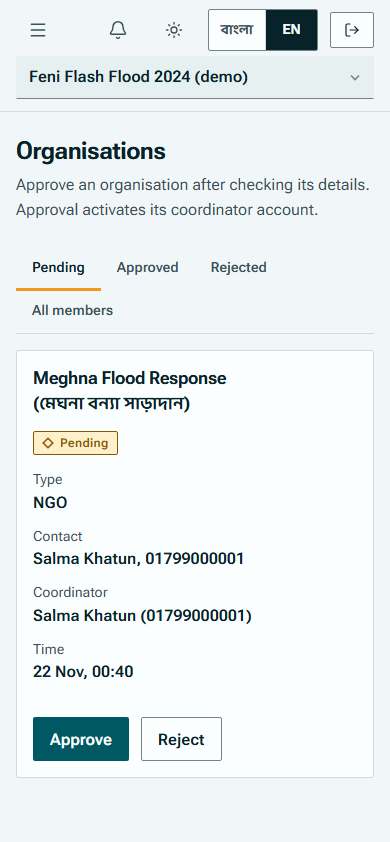 বাংলা EN
Feni Flash Flood 2024 (demo)
Organisations
Approve an organisation after checking its details.
Approval activates its coordinator account.
Pending Approved Rejected
All members
Meghna Flood Response
(মেঘনা বন্যা সাড়াদান)
Pending
Type
NGO
Contact
Salma Khatun, 01799000001
Coordinator
Salma Khatun (01799000001)
Time
22 Nov, 00:40
Approve Reject